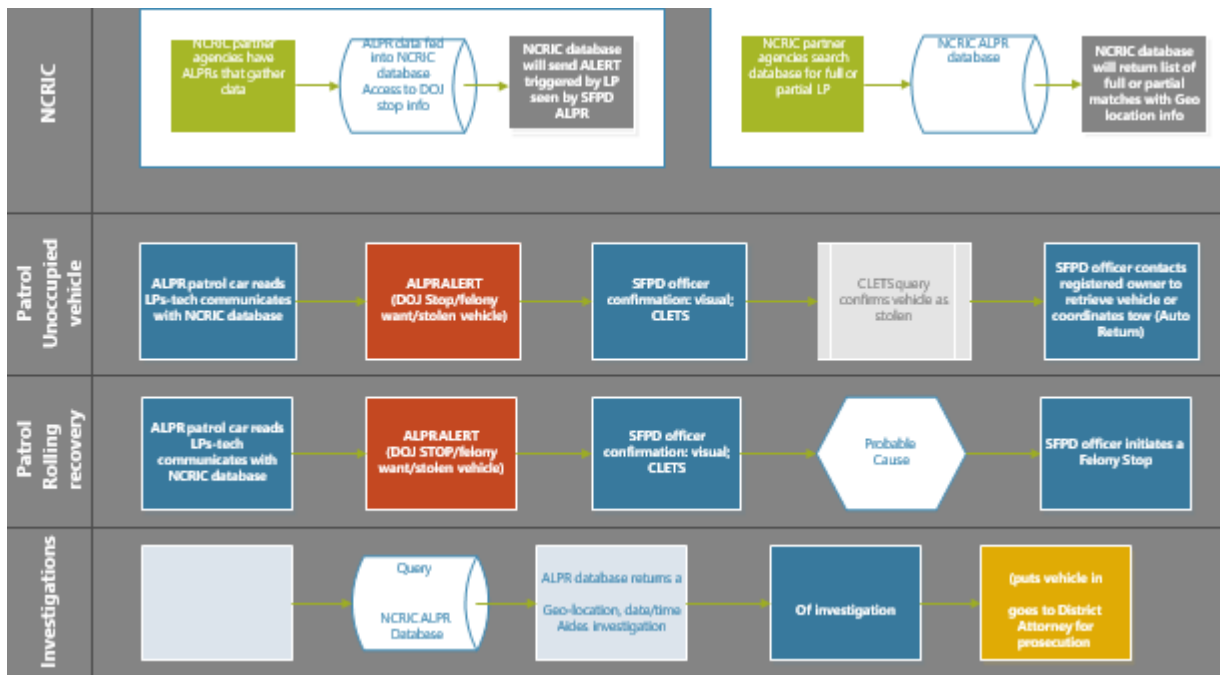 NCRIC
NCRIC partner
agencies have
ALPRs that gather
data
ALPR data fed
into NCRIC
database
Access to DOJ
stop info
NCRIC database
will send ALERT
triggered by LP
seen by SFPD
ALPR
NCRIC partner
agencies search
database for full or
partial LP
NCRIC ALPR
database
NCRIC database
will return list of
full or partial
matches with Geo
location info
Patrol
Unoccupied
vehicle
ALPR patrol car reads
LPs-tech communicates
with NCRIC database
ALPR ALERT
(DOJ Stop/felony
want/stolen vehicle)
SFPD officer
confirmation: visual;
CLETS
CLETS query
confirms vehicle as
stolen
SFPD officer contacts
registered owner to
retrieve vehicle or
coordinates tow (Auto
Return)
Patrol
Rolling
recovery
ALPR patrol car reads
LPs-tech
communicates with
NCRIC database
ALPR ALERT
(DOJ STOP/felony
want/stolen vehicle)
SFPD officer
confirmation: visual;
CLETS
Probable
Cause
SFPD officer initiates a
Felony Stop
Investigations
Query
NCRIC ALPR
Database
ALPR database returns a
Geo-location, date/time
Aides investigation
Of investigation
(puts vehicle in
goes to District
Attorney for
prosecution